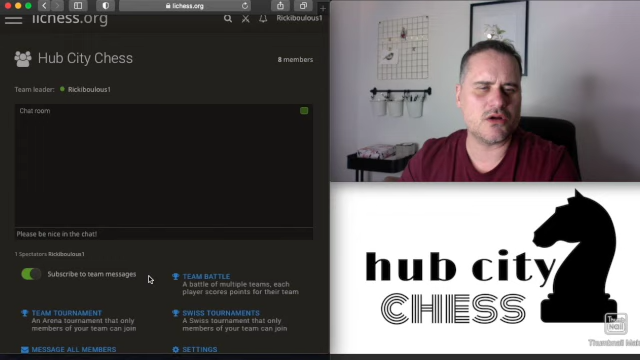 lichess.org
lichess.org
Rickiboulous1
Hub City Chess
8 members
Team leader: Rickiboulous1
Chat room
Please be nice in the chat!
1 Spectators Rickiboulous1
Subscribe to team messages
TEAM BATTLE
A battle of multiple teams, each
player scores points for their team
TEAM TOURNAMENT
An Arena tournament that only
members of your team can join
SWISS TOURNAMENTS
A Swiss tournament that only
members of your team can join
MESSAGE ALL MEMBERS
SETTINGS
hub city
CHESS
Thumbnail